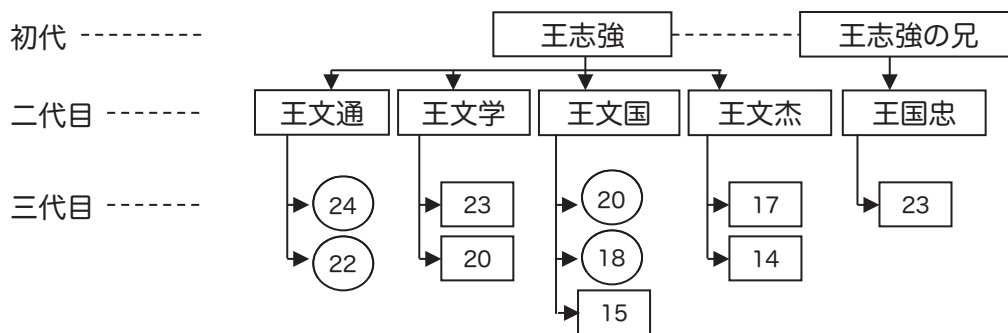 初代 王志強 王志強の兄
二代目 王文通 王文学 王文国 王文杰 王国忠
三代目 24 23 20 17 23
22 20 18 14
15